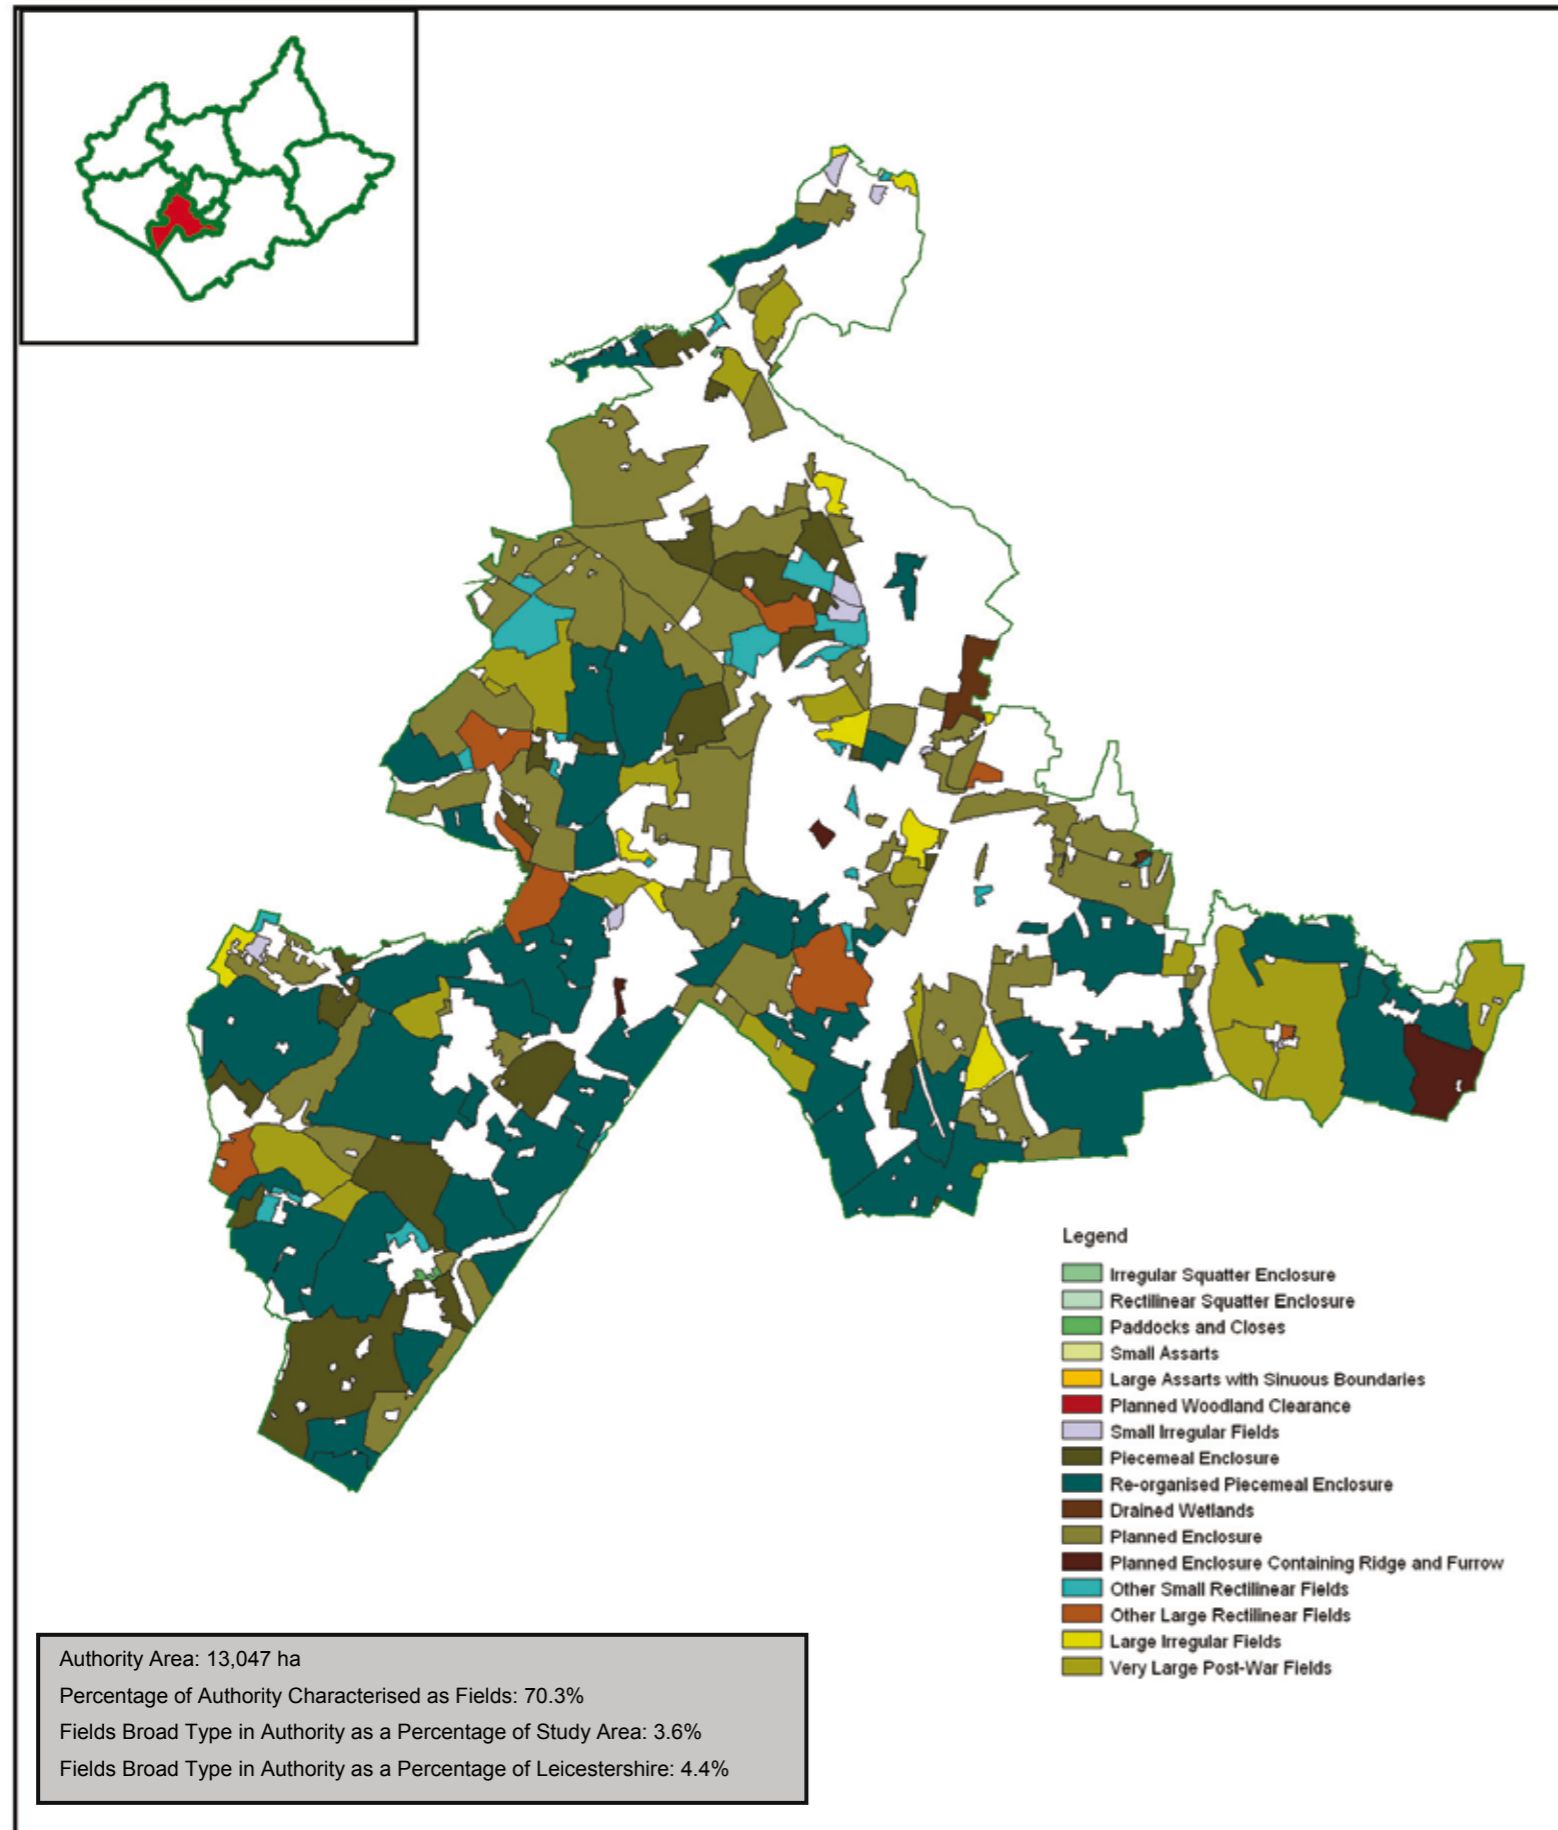 Legend
Irregular Squatter Enclosure
Rectilinear Squatter Enclosure
Paddocks and Closes
Small Assarts
Large Assarts with Sinuous Boundaries
Planned Woodland Clearance
Small Irregular Fields
Piecemeal Enclosure
Re-organised Piecemeal Enclosure
Drained Wetlands
Planned Enclosure
Planned Enclosure Containing Ridge and Furrow
Other Small Rectilinear Fields
Other Large Rectilinear Fields
Large Irregular Fields
Very Large Post-War Fields
Authority Area: 13,047 ha
Percentage of Authority Characterised as Fields: 70.3%
Fields Broad Type in Authority as a Percentage of Study Area: 3.6%
Fields Broad Type in Authority as a Percentage of Leicestershire: 4.4%